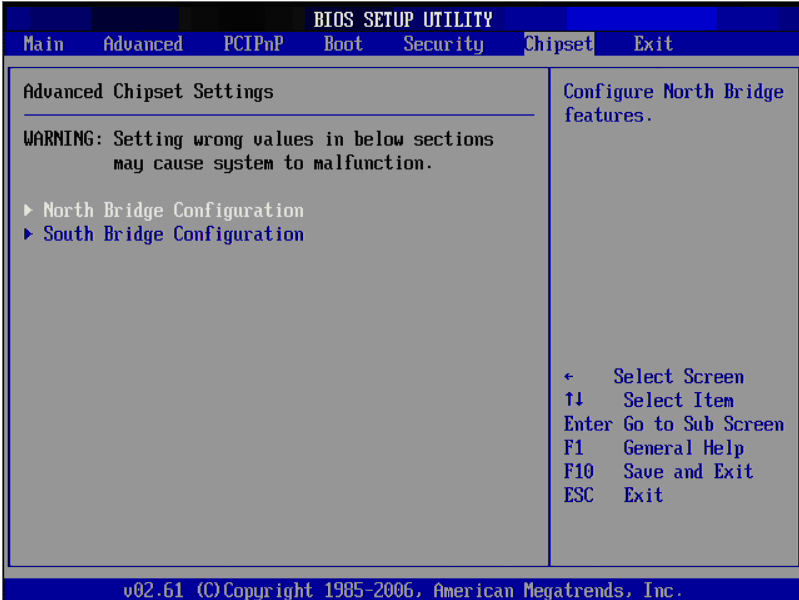 BIOS SETUP UTILITY
Main Advanced PCIPnP Boot Security Chipset Exit
Advanced Chipset Settings
WARNING: Setting wrong values in below sections
may cause system to malfunction.
▶ North Bridge Configuration
▶ South Bridge Configuration
Configure North Bridge
features.
← Select Screen
↑↓ Select Item
Enter Go to Sub Screen
F1 General Help
F10 Save and Exit
ESC Exit
v02.61 (C)Copyright 1985-2006, American Megatrends, Inc.